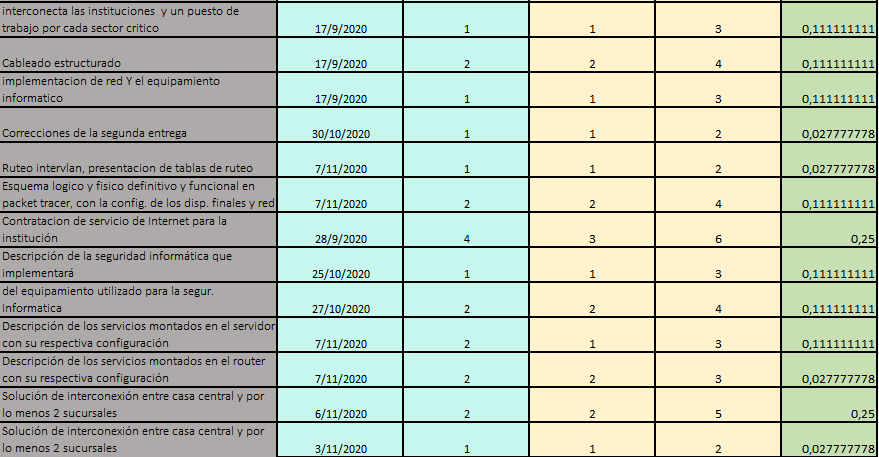 interconecta las instituciones y un puesto de
trabajo por cada sector critico 17/9/2020 1 1 3 0,111111111
Cableado estructurado 17/9/2020 2 2 4 0,111111111
implementacion de red Y el equipamiento
informatico 17/9/2020 1 1 3 0,111111111
Correcciones de la segunda entrega 30/10/2020 1 1 2 0,027777778
Ruteo intervlan, presentacion de tablas de ruteo 7/11/2020 1 1 2 0,027777778
Esquema logico y fisico definitivo y funcional en
packet tracer, con la config. de los disp. finales y red 7/11/2020 2 2 4 0,111111111
Contratacion de servicio de Internet para la
institución 28/9/2020 4 3 6 0,25
Descripción de la seguridad informática que
implementará 25/10/2020 1 1 3 0,111111111
del equipamiento utilizado para la segur.
Informatica 27/10/2020 2 2 4 0,111111111
Descripción de los servicios montados en el servidor
con su respectiva configuración 7/11/2020 2 1 3 0,111111111
Descripción de los servicios montados en el router
con su respectiva configuración 7/11/2020 2 2 3 0,027777778
Solución de interconexión entre casa central y por
lo menos 2 sucursales 6/11/2020 2 2 5 0,25
Solución de interconexión entre casa central y por
lo menos 2 sucursales 3/11/2020 1 1 2 0,027777778